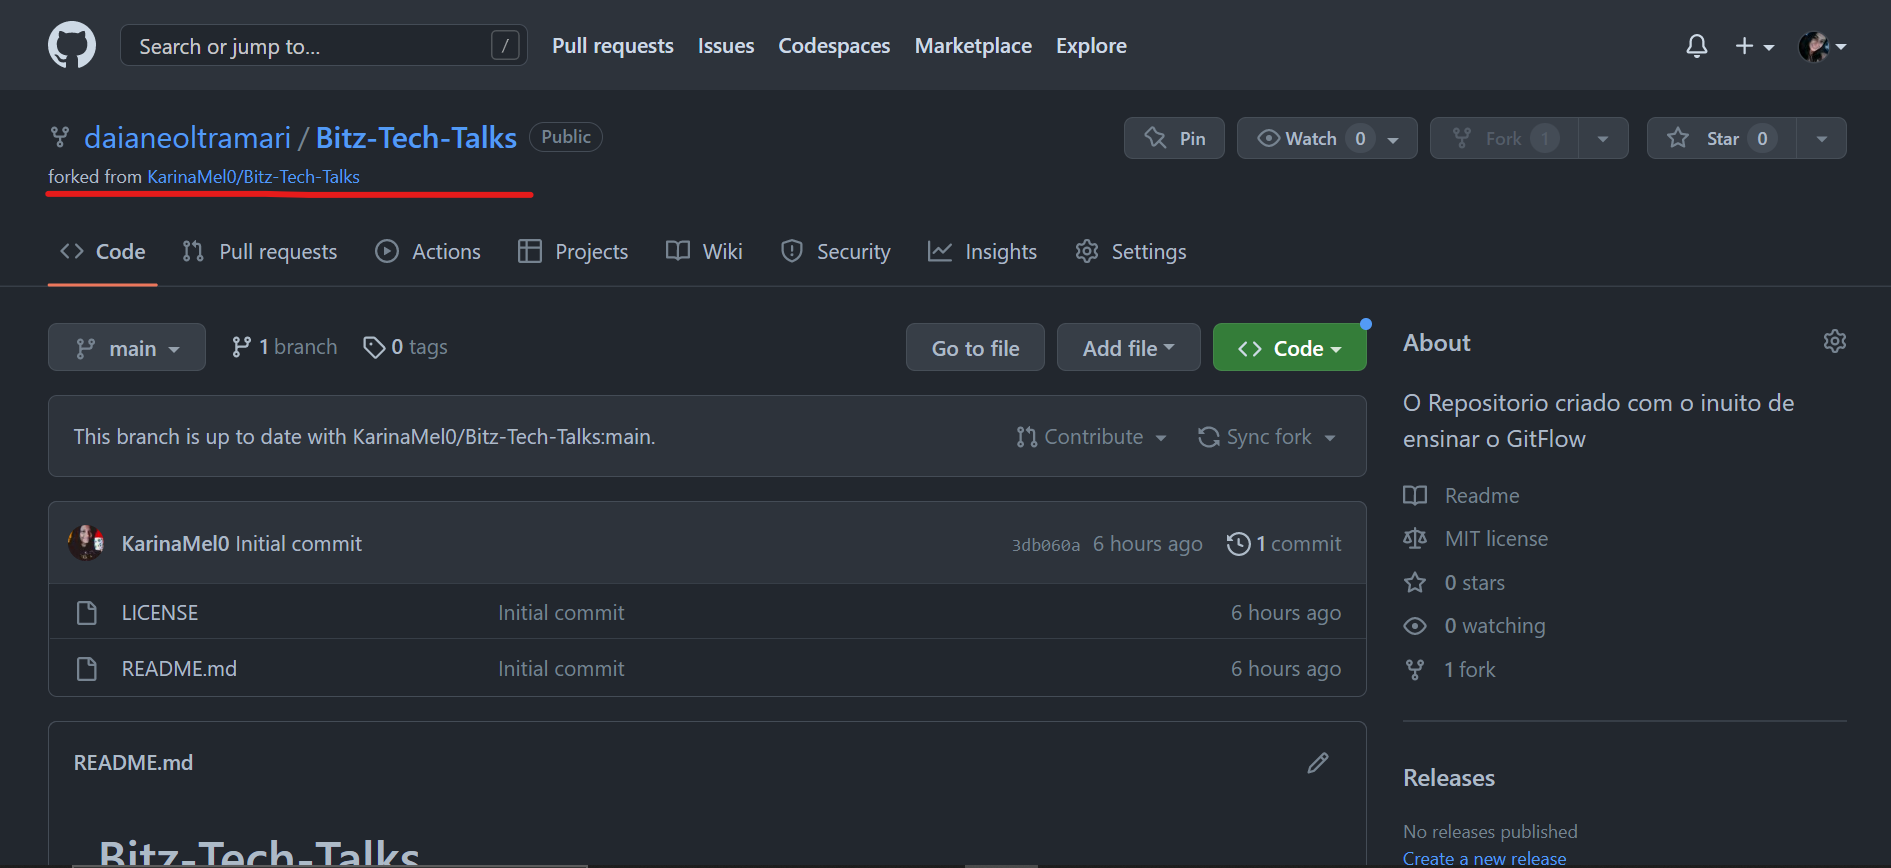 Search or jump to... /
Pull requests
Issues
Codespaces
Marketplace
Explore
daianeoltramari / Bitz-Tech-Talks Public
forked from KarinaMel0/Bitz-Tech-Talks
Pin
Watch 0
Fork 1
Star 0
Code
Pull requests
Actions
Projects
Wiki
Security
Insights
Settings
main
1 branch
0 tags
Go to file
Add file
Code
This branch is up to date with KarinaMel0/Bitz-Tech-Talks:main.
Contribute
Sync fork
KarinaMel0 Initial commit
3db060a 6 hours ago
1 commit
LICENSE Initial commit 6 hours ago
README.md Initial commit 6 hours ago
README.md
Bitz-Tech-Talks
About
O Repositorio criado com o inuito de
ensinar o GitFlow
Readme
MIT license
0 stars
0 watching
1 fork
Releases
No releases published
Create a new release